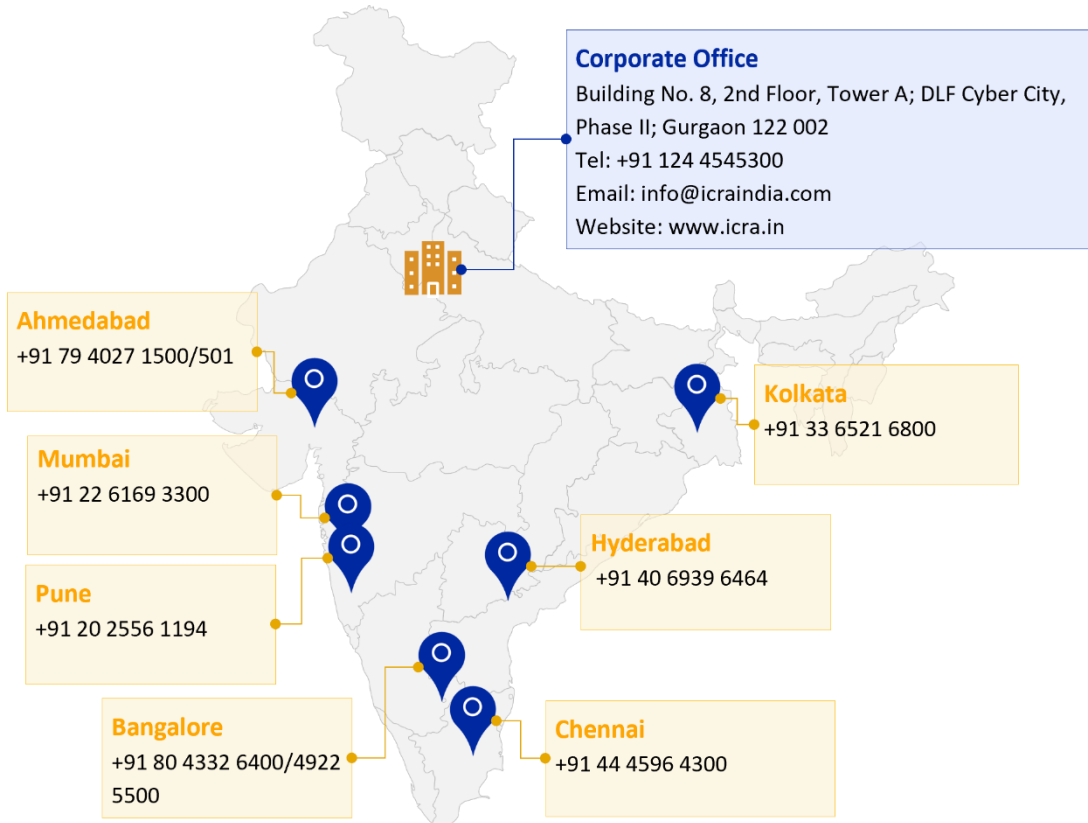 Corporate Office
Building No. 8, 2nd Floor, Tower A; DLF Cyber City,
Phase II; Gurgaon 122 002
Tel: +91 124 4545300
Email: info@icraindia.com
Website: www.icra.in
Ahmedabad
+91 79 4027 1500/501
Kolkata
+91 33 6521 6800
Mumbai
+91 22 6169 3300
Hyderabad
+91 40 6939 6464
Pune
+91 20 2556 1194
Bangalore
+91 80 4332 6400/4922
5500
Chennai
+91 44 4596 4300